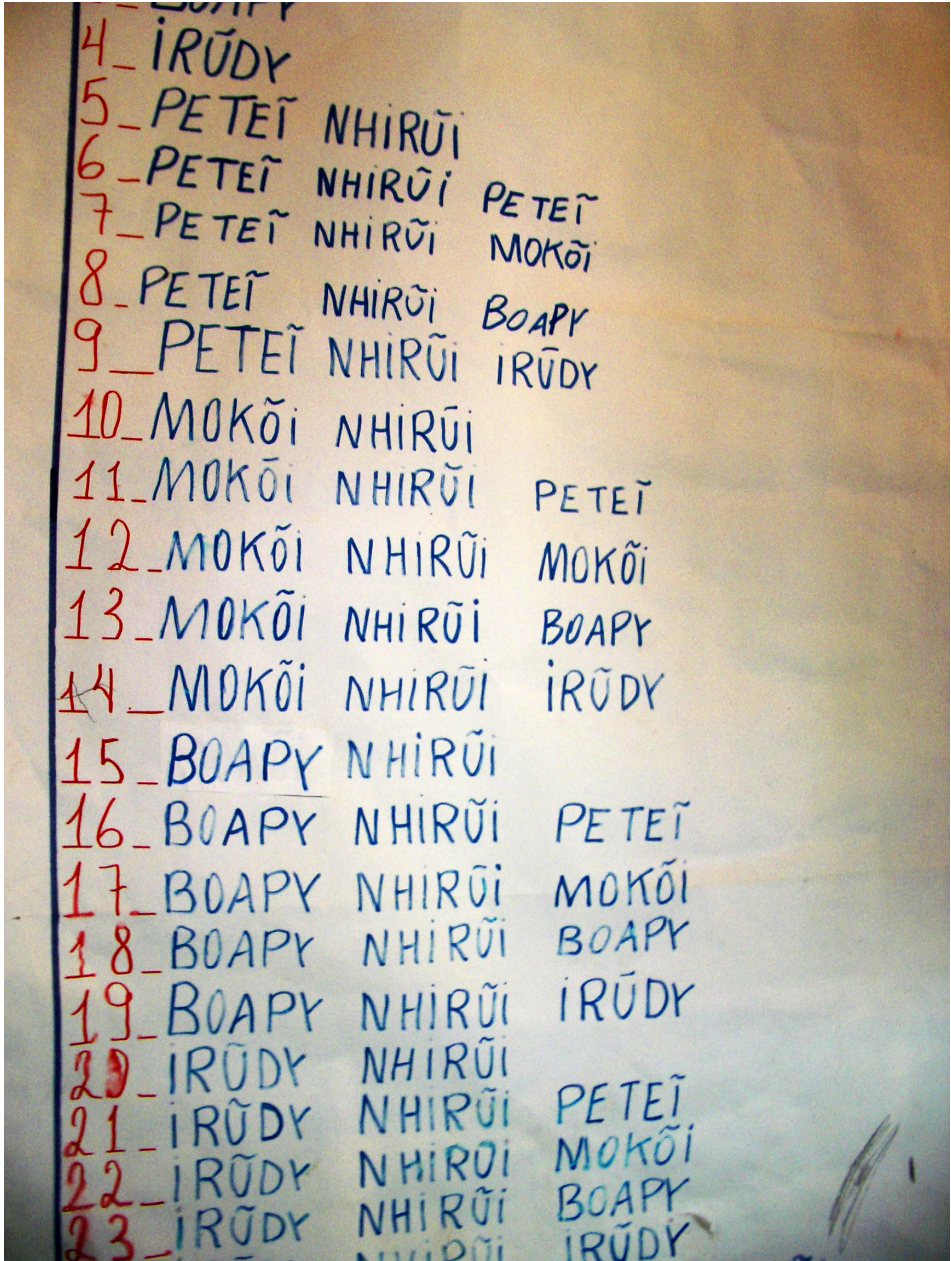 BOAPY
4_IRŨDY
5_PETEĨ NHIRŨI
6_PETEĨ NHIRŨI PETEĨ
7_PETEĨ NHIRŨI MOKÕI
8_PETEĨ NHIRŨI BOAPY
9_PETEĨ NHIRŨI IRŨDY
10_MOKÕI NHIRŨI
11_MOKÕI NHIRŨI PETEĨ
12_MOKÕI NHIRŨI MOKÕI
13_MOKÕI NHIRŨI BOAPY
14_MOKÕI NHIRŨI IRŨDY
15_BOAPY NHIRŨI
16_BOAPY NHIRŨI PETEĨ
17_BOAPY NHIRŨI MOKÕI
18_BOAPY NHIRŨI BOAPY
19_BOAPY NHIRŨI IRŨDY
20_IRŨDY NHIRŨI
21_IRŨDY NHIRŨI PETEĨ
22_IRŨDY NHIRŨI MOKÕI
23_IRŨDY NHIRŨI BOAPY
NHIRŨI IRŨDY